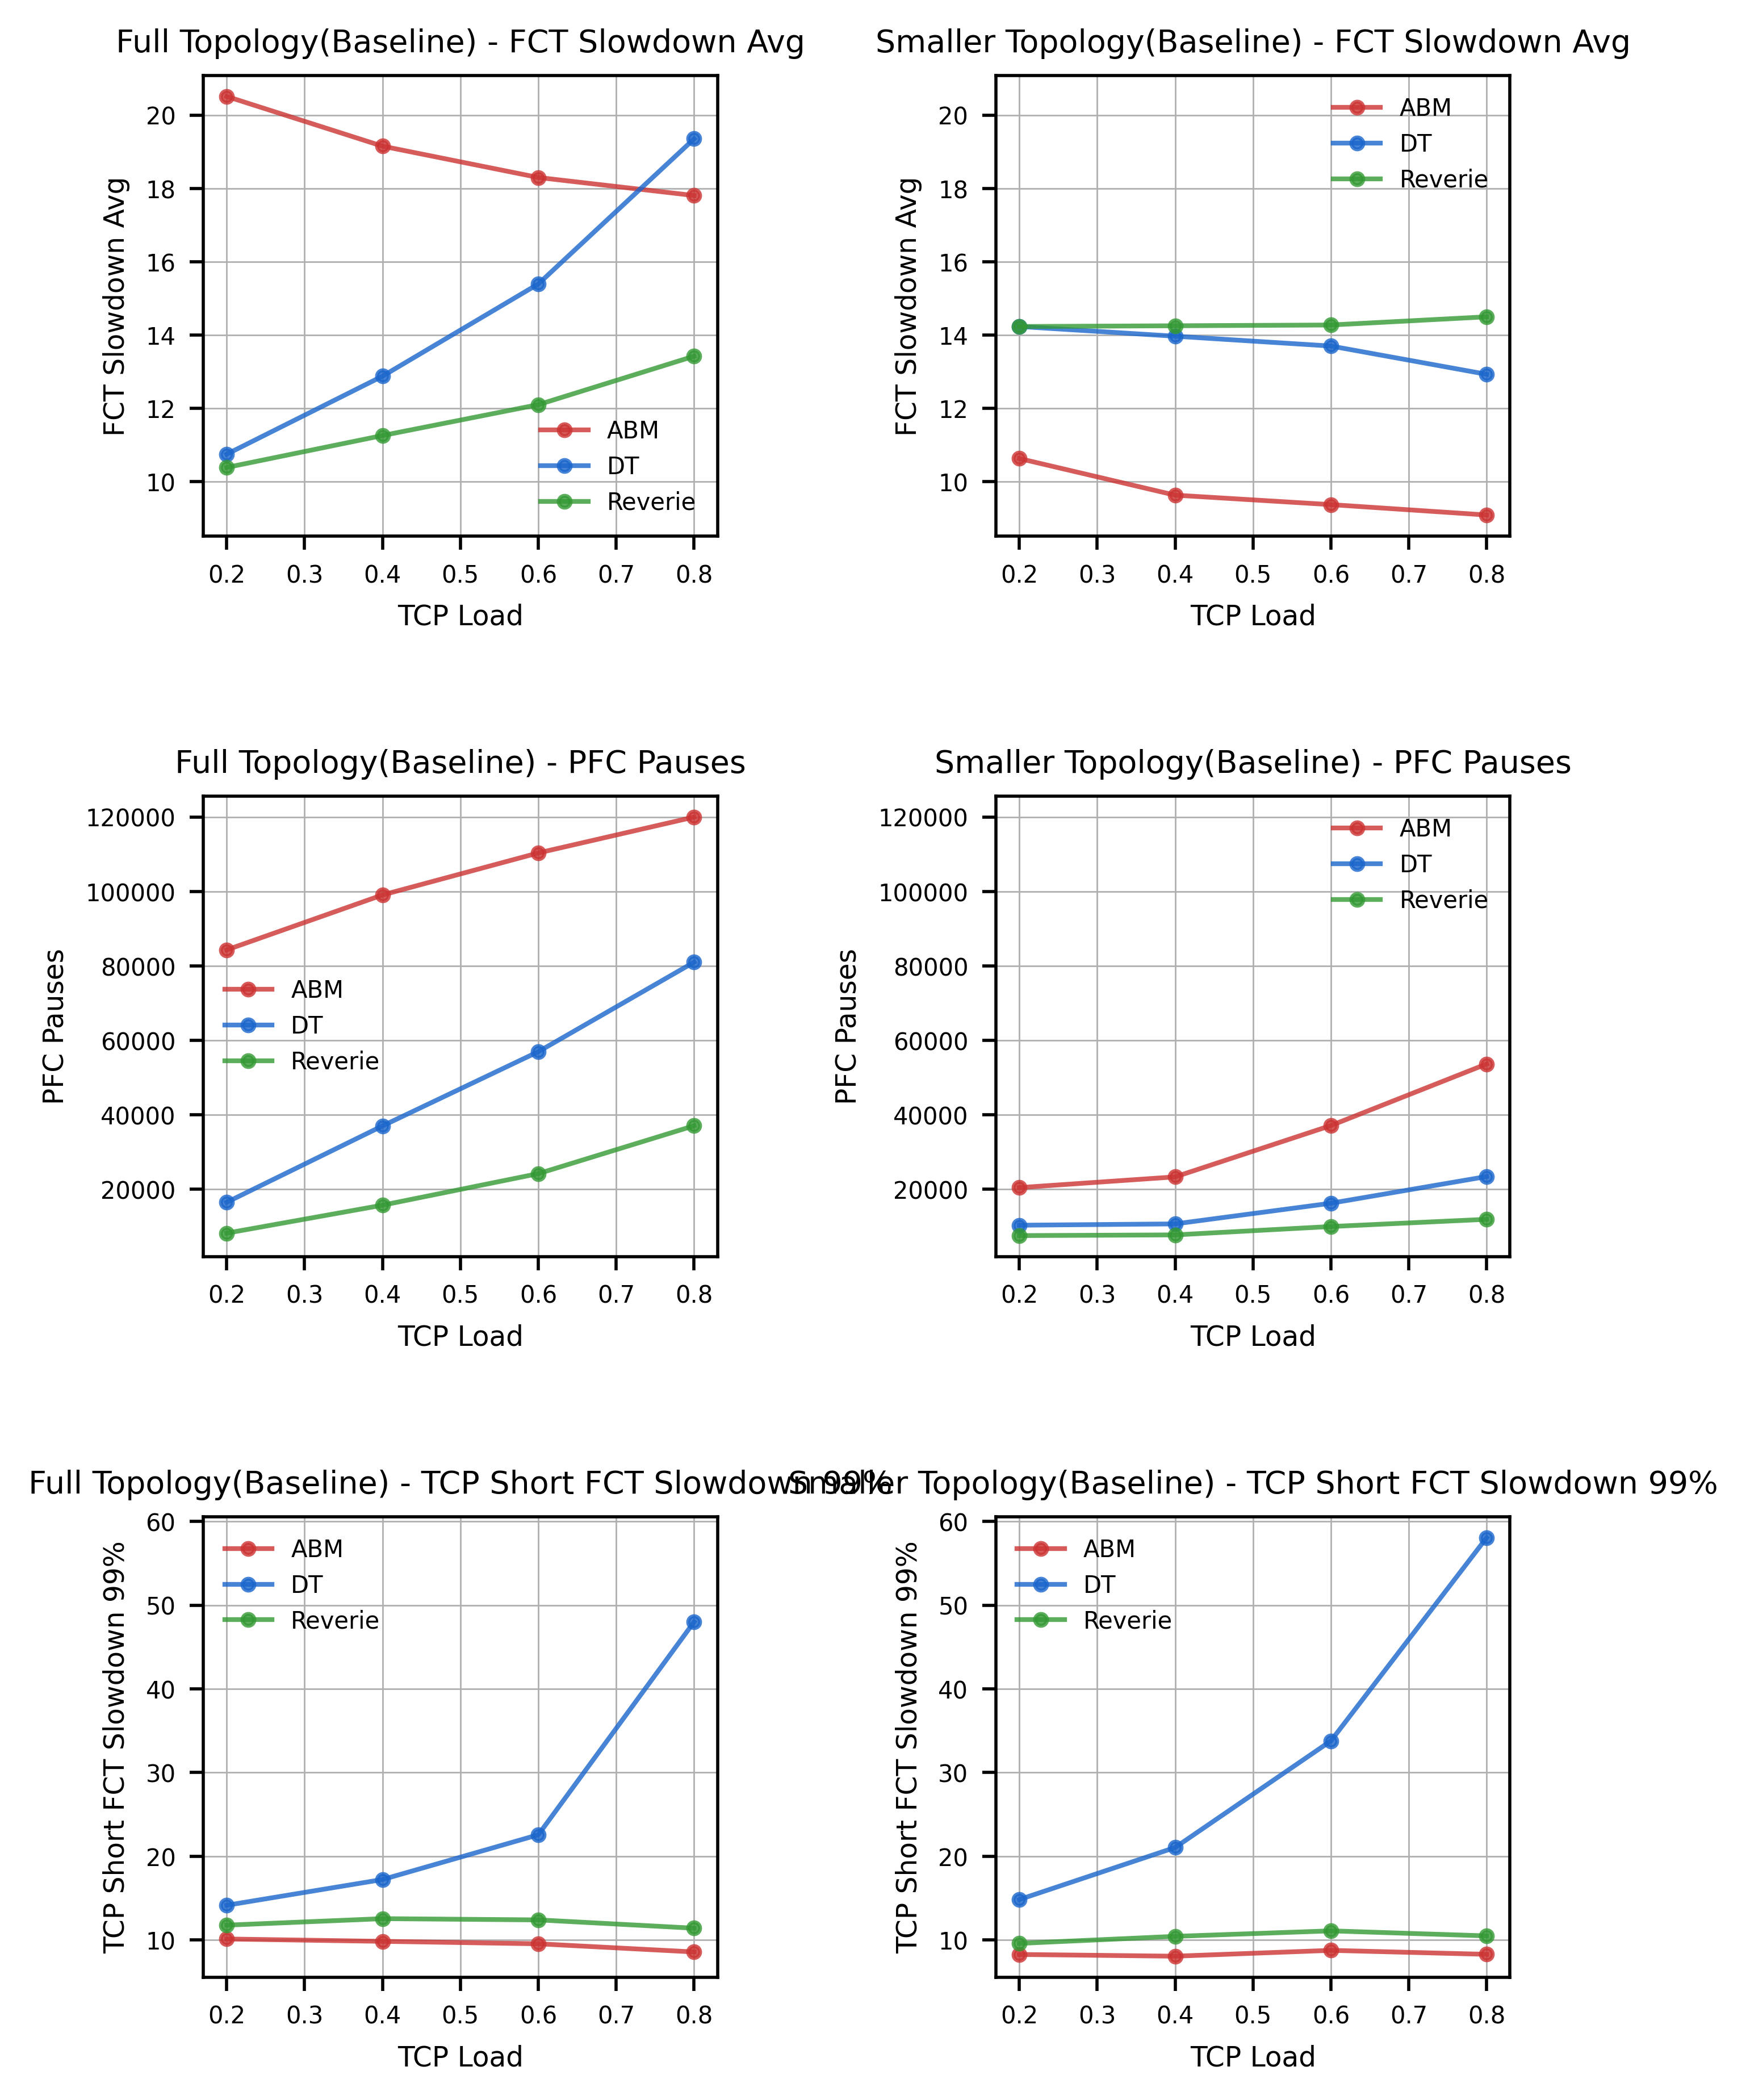 Full Topology(Baseline) - FCT Slowdown Avg
FCT Slowdown Avg
20
18
16
14
12
10
ABM
DT
Reverie
0.2 0.3 0.4 0.5 0.6 0.7 0.8
TCP Load
Smaller Topology(Baseline) - FCT Slowdown Avg
FCT Slowdown Avg
20
18
16
14
12
10
ABM
DT
Reverie
0.2 0.3 0.4 0.5 0.6 0.7 0.8
TCP Load
Full Topology(Baseline) - PFC Pauses
PFC Pauses
120000
100000
80000
60000
40000
20000
ABM
DT
Reverie
0.2 0.3 0.4 0.5 0.6 0.7 0.8
TCP Load
Smaller Topology(Baseline) - PFC Pauses
PFC Pauses
120000
100000
80000
60000
40000
20000
ABM
DT
Reverie
0.2 0.3 0.4 0.5 0.6 0.7 0.8
TCP Load
Full Topology(Baseline) - TCP Short FCT Slowdown 99%
TCP Short FCT Slowdown 99%
60
50
40
30
20
10
ABM
DT
Reverie
0.2 0.3 0.4 0.5 0.6 0.7 0.8
TCP Load
Smaller Topology(Baseline) - TCP Short FCT Slowdown 99%
TCP Short FCT Slowdown 99%
60
50
40
30
20
10
ABM
DT
Reverie
0.2 0.3 0.4 0.5 0.6 0.7 0.8
TCP Load